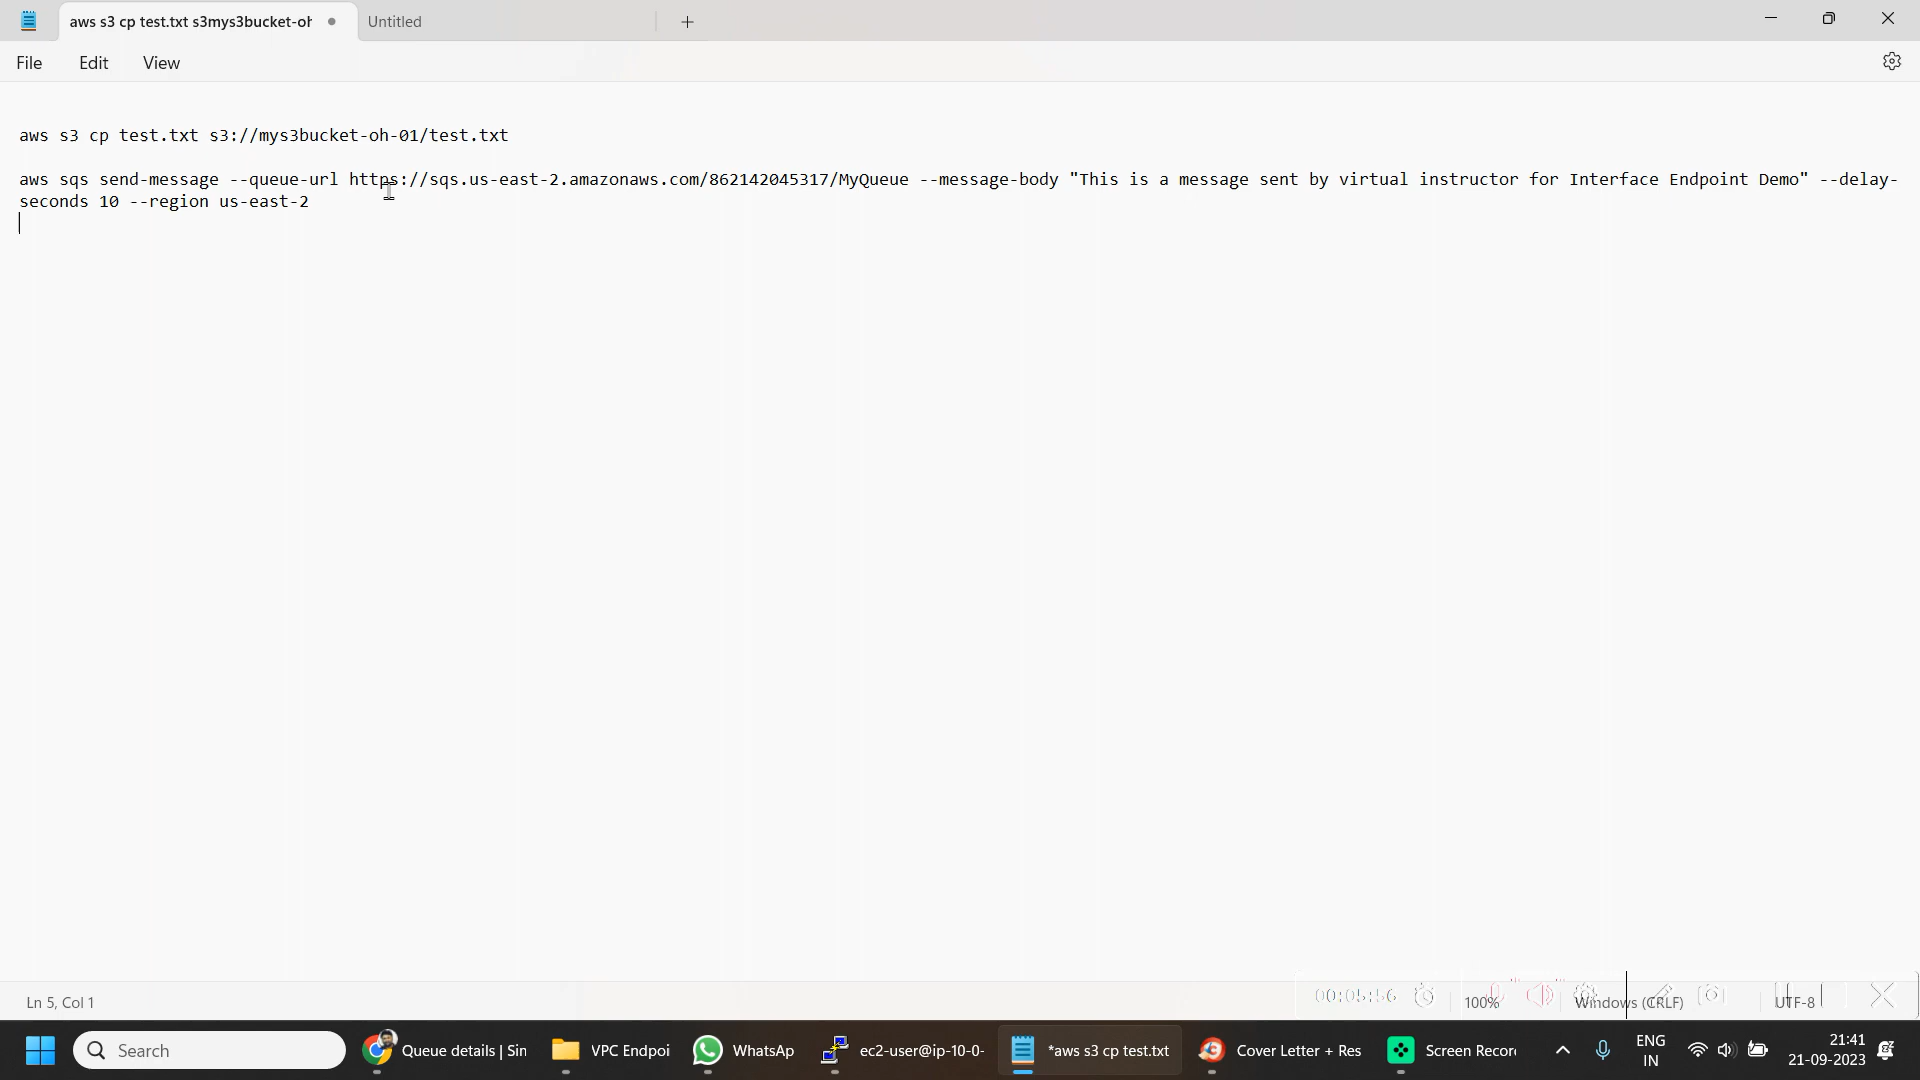 aws s3 cp test.txt s3mys3bucket-oh
Untitled
File Edit View
aws s3 cp test.txt s3://mys3bucket-oh-01/test.txt
aws sqs send-message --queue-url https://sqs.us-east-2.amazonaws.com/862142045317/MyQueue --message-body "This is a message sent by virtual instructor for Interface Endpoint Demo" --delay-
seconds 10 --region us-east-2
Ln 5, Col 1
00:05:56
100%
Windows (CRLF)
UTF-8
Search
Queue details | Sin
VPC Endpoi
WhatsAp
ec2-user@ip-10-0-
*aws s3 cp test.txt
Cover Letter + Res
Screen Recor
ENG
IN
21:41
21-09-2023